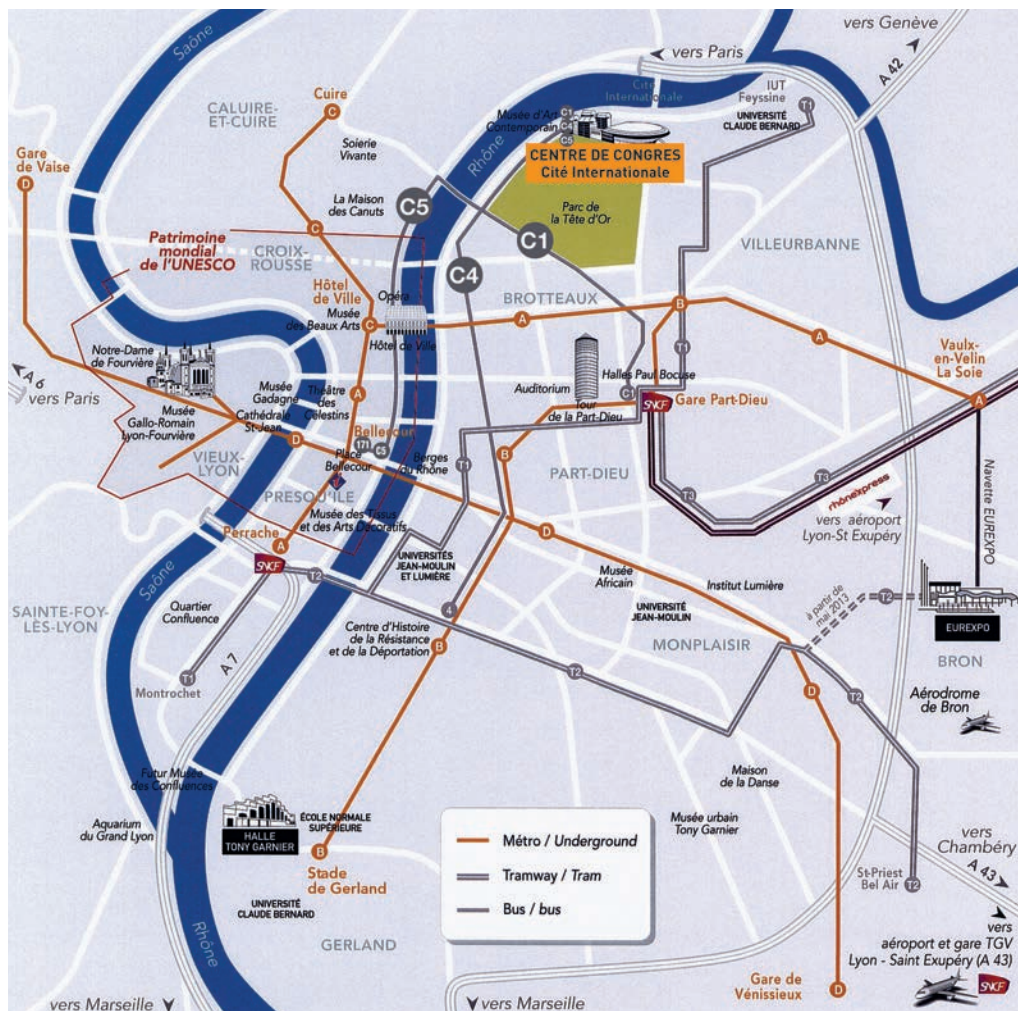 vers Genève
Saône
vers Paris
A 42
Cité
Internationale
IUT
Feyssine
T1
CALUIRE-
ET-CUIRE
Cuire
C
Musée d'Art
Contemporain
C1
C4
C5
UNIVERSITÉ
CLAUDE BERNARD
Soierie
Vivante
Rhône
CENTRE DE CONGRES
Cité Internationale
Gare
de Vaise
D
La Maison
des Canuts
C5
Parc de
la Tête d'Or
C
C1
VILLEURBANNE
Patrimoine
mondial
de l'UNESCO
CROIX-
ROUSSE
C4
Hôtel
de Ville
Opéra
BROTTEAUX
B
Musée
des Beaux Arts
C
A
A
Hôtel de Ville
T1
Vaulx-
en-Velin
La Soie
Notre-Dame
de Fourvière
A 6
vers Paris
Musée
Gadagne
Théâtre
des
Célestins
A
Auditorium
Halles Paul Bocuse
C1
Tour
de la Part-Dieu
SNCF
Gare Part-Dieu
A
Musée
Gallo-Romain
Lyon-Fourvière
Cathédrale
St-Jean
D
Bellecour
171
C5
Place
Bellecour
Berges
du Rhône
T1
B
VIEUX-
LYON
PART-DIEU
T3
T3
rhônexpress
vers aéroport
Lyon-St Exupéry
Navette EUREXPO
PRESQU'ILE
Musée des Tissus
et des Arts Décoratifs
Perrache
A
SNCF
T2
D
UNIVERSITÉS
JEAN-MOULIN
ET LUMIÈRE
Musée
Africain
Institut Lumière
Saône
SAINTE-FOY-
LÈS-LYON
Quartier
Confluence
4
UNIVERSITÉ
JEAN-MOULIN
à partir de
mai 2013
T2
EUREXPO
Centre d'Histoire
de la Résistance
et de la Déportation
B
MONPLAISIR
BRON
T1
Montrochet
A 7
T2
D
T2
Aérodrome
de Bron
Futur Musée
des Confluences
Maison
de la Danse
Aquarium
du Grand Lyon
HALLE
TONY GARNIER
ÉCOLE NORMALE
SUPÉRIEURE
Musée urbain
Tony Garnier
vers
Chambéry
A 43
B
Stade
de Gerland
Métro / Underground
Tramway / Tram
Bus / bus
St-Priest
Bel Air
T2
UNIVERSITÉ
CLAUDE BERNARD
Rhône
GERLAND
vers
aéroport et gare TGV
Lyon - Saint Exupéry (A 43)
Gare de
Vénissieux
D
SNCF
vers Marseille
vers Marseille